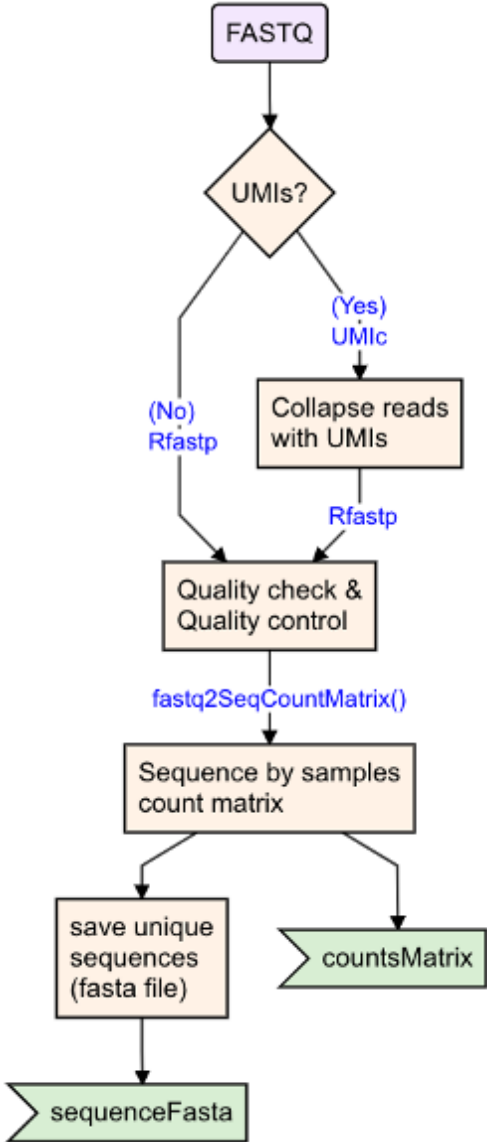 FASTQ
UMIs?
(Yes)
UMIc
(No)
Rfastp
Collapse reads
with UMIs
Rfastp
Quality check &
Quality control
fastq2SeqCountMatrix()
Sequence by samples
count matrix
save unique
sequences
(fasta file)
countsMatrix
sequenceFasta